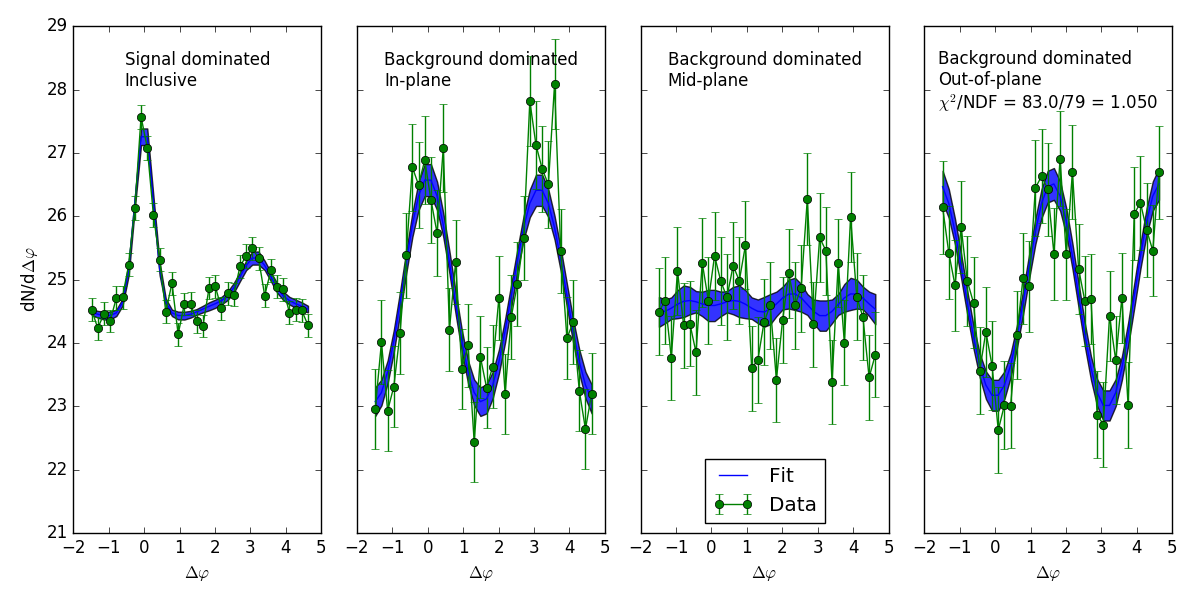 29
28
27
26
25
24
23
22
21
dN/dΔφ
Signal dominated
Inclusive
−2 −1 0 1 2 3 4 5
Δφ
Background dominated
In-plane
−2 −1 0 1 2 3 4 5
Δφ
Background dominated
Mid-plane
Fit
Data
−2 −1 0 1 2 3 4 5
Δφ
Background dominated
Out-of-plane
χ²/NDF = 83.0/79 = 1.050
−2 −1 0 1 2 3 4 5
Δφ